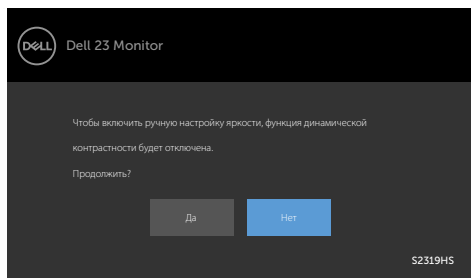 DELL Dell 23 Monitor
Чтобы включить ручную настройку яркости, функция динамической
контрастности будет отключена.
Продолжить?
Да Нет
S2319HS